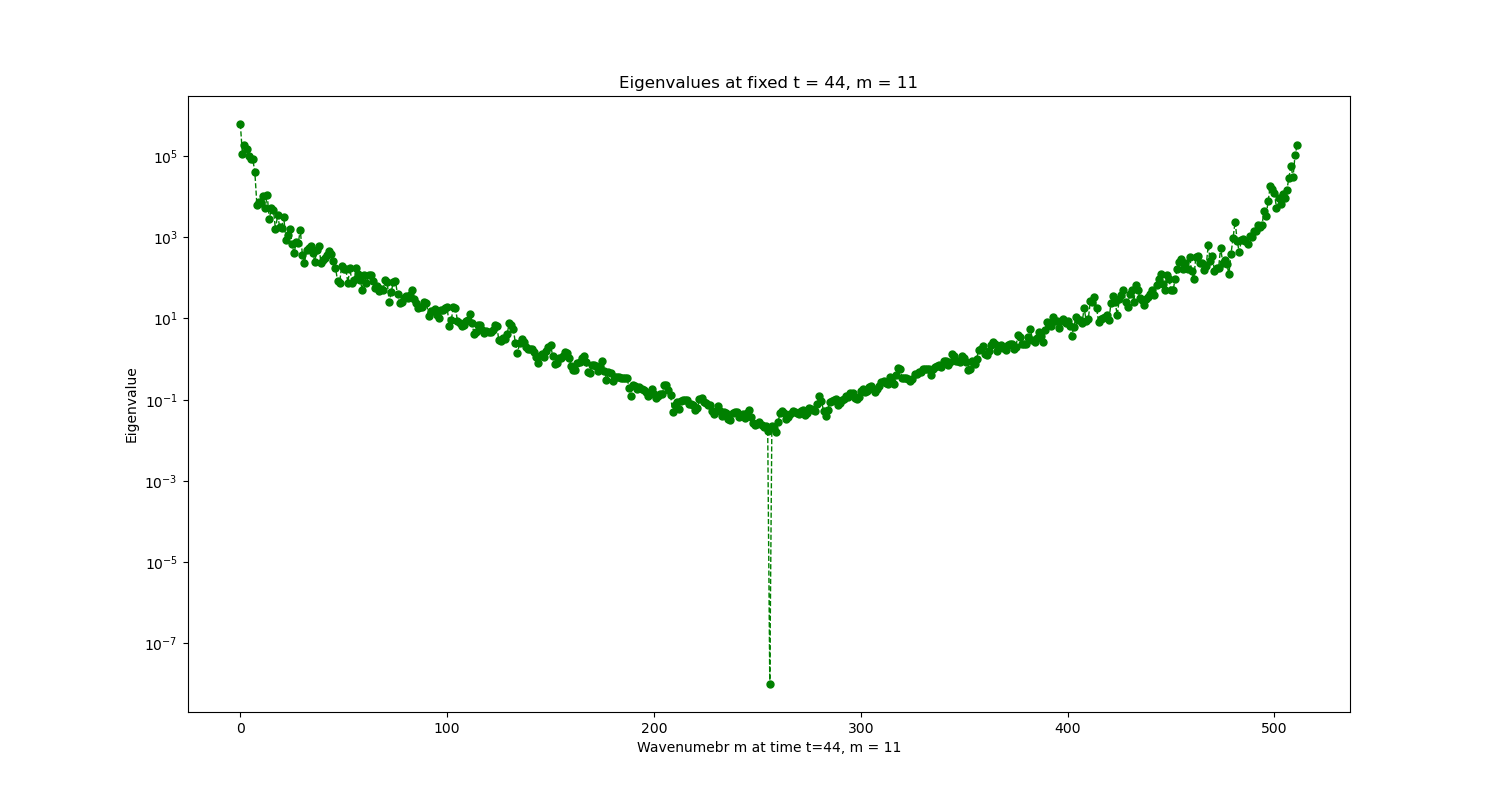 Eigenvalues at fixed t = 44, m = 11
Eigenvalue
10^5
10^3
10^1
10^−1
10^−3
10^−5
10^−7
0 100 200 300 400 500
Wavenumebr m at time t=44, m = 11